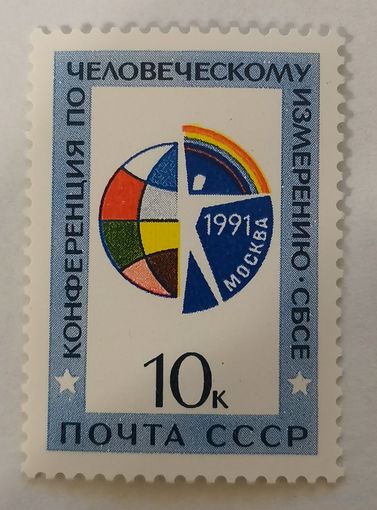 КОНФЕРЕНЦИЯ ПО
ЧЕЛОВЕЧЕСКОМУ
ИЗМЕРЕНИЮ·СБСЕ
1991
МОСКВА
10к
ПОЧТА СССР